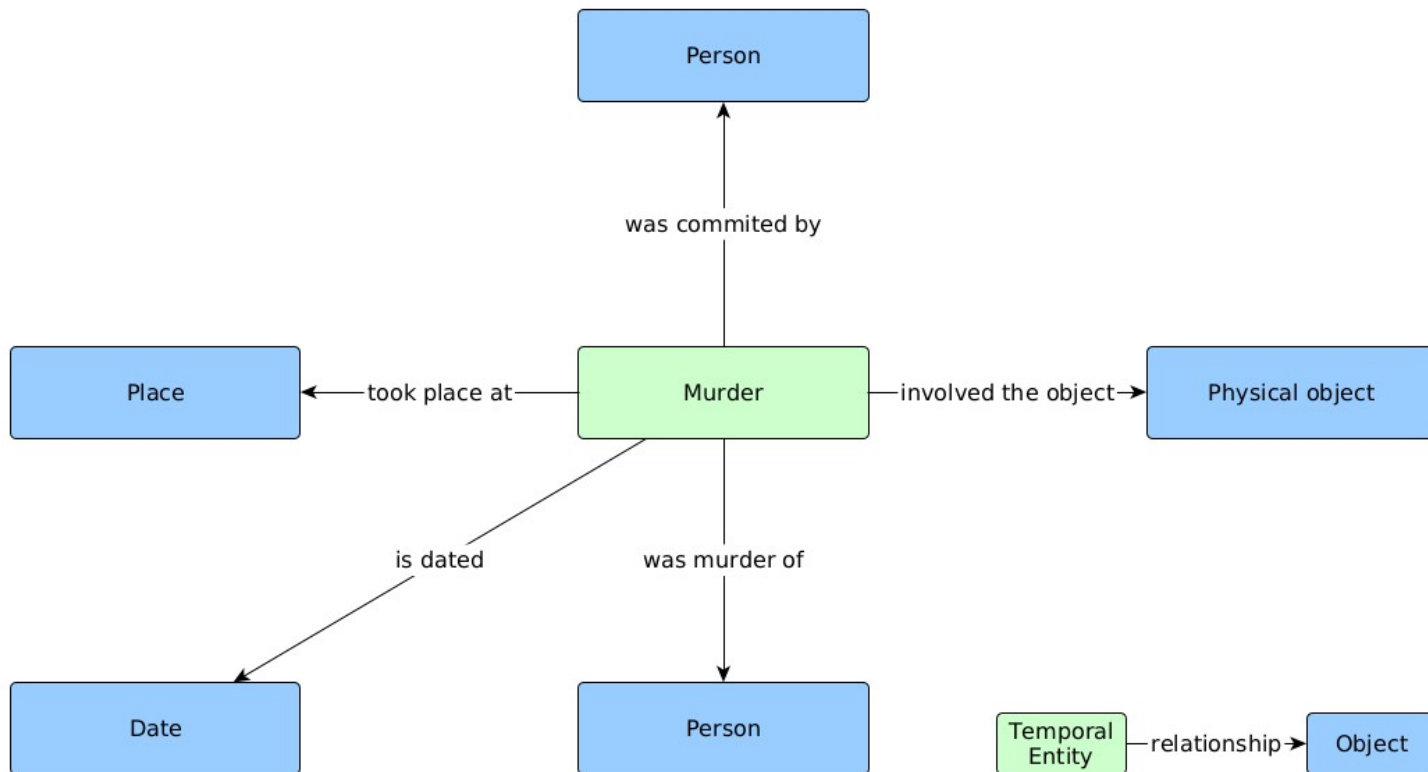 Person
was commited by
Place
took place at
Murder
involved the object
Physical object
is dated
was murder of
Date
Person
Temporal
Entity
relationship
Object